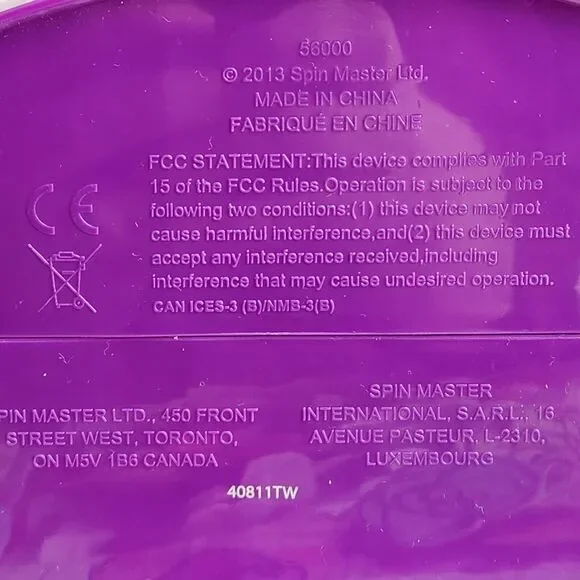 56000
© 2013 Spin Master Ltd.
MADE IN CHINA
FABRIQUÉ EN CHINE
FCC STATEMENT:This device complies with Part
15 of the FCC Rules.Operation is subject to the
following two conditions:(1) this device may not
cause harmful interference,and(2) this device must
accept any interference received,including
interference that may cause undesired operation.
CAN ICES-3 (B)/NMB-3(B)
CE
PIN MASTER LTD., 450 FRONT
STREET WEST, TORONTO,
ON M5V 1B6 CANADA
SPIN MASTER
INTERNATIONAL, S.A.R.L., 16
AVENUE PASTEUR, L-2310,
LUXEMBOURG
40811TW